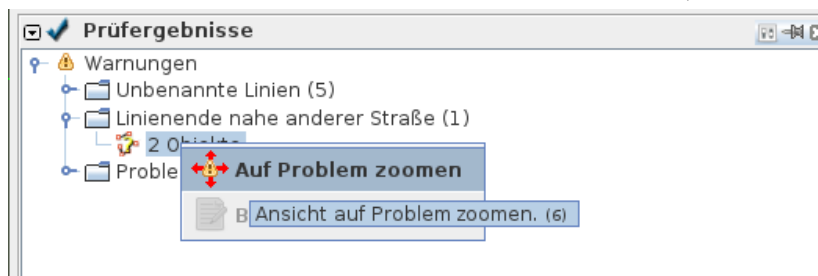 Prüfergebnisse
Warnungen
Unbenannte Linien (5)
Linienende nahe anderer Straße (1)
2 Objekte
Proble
Auf Problem zoomen
B
Ansicht auf Problem zoomen. (6)